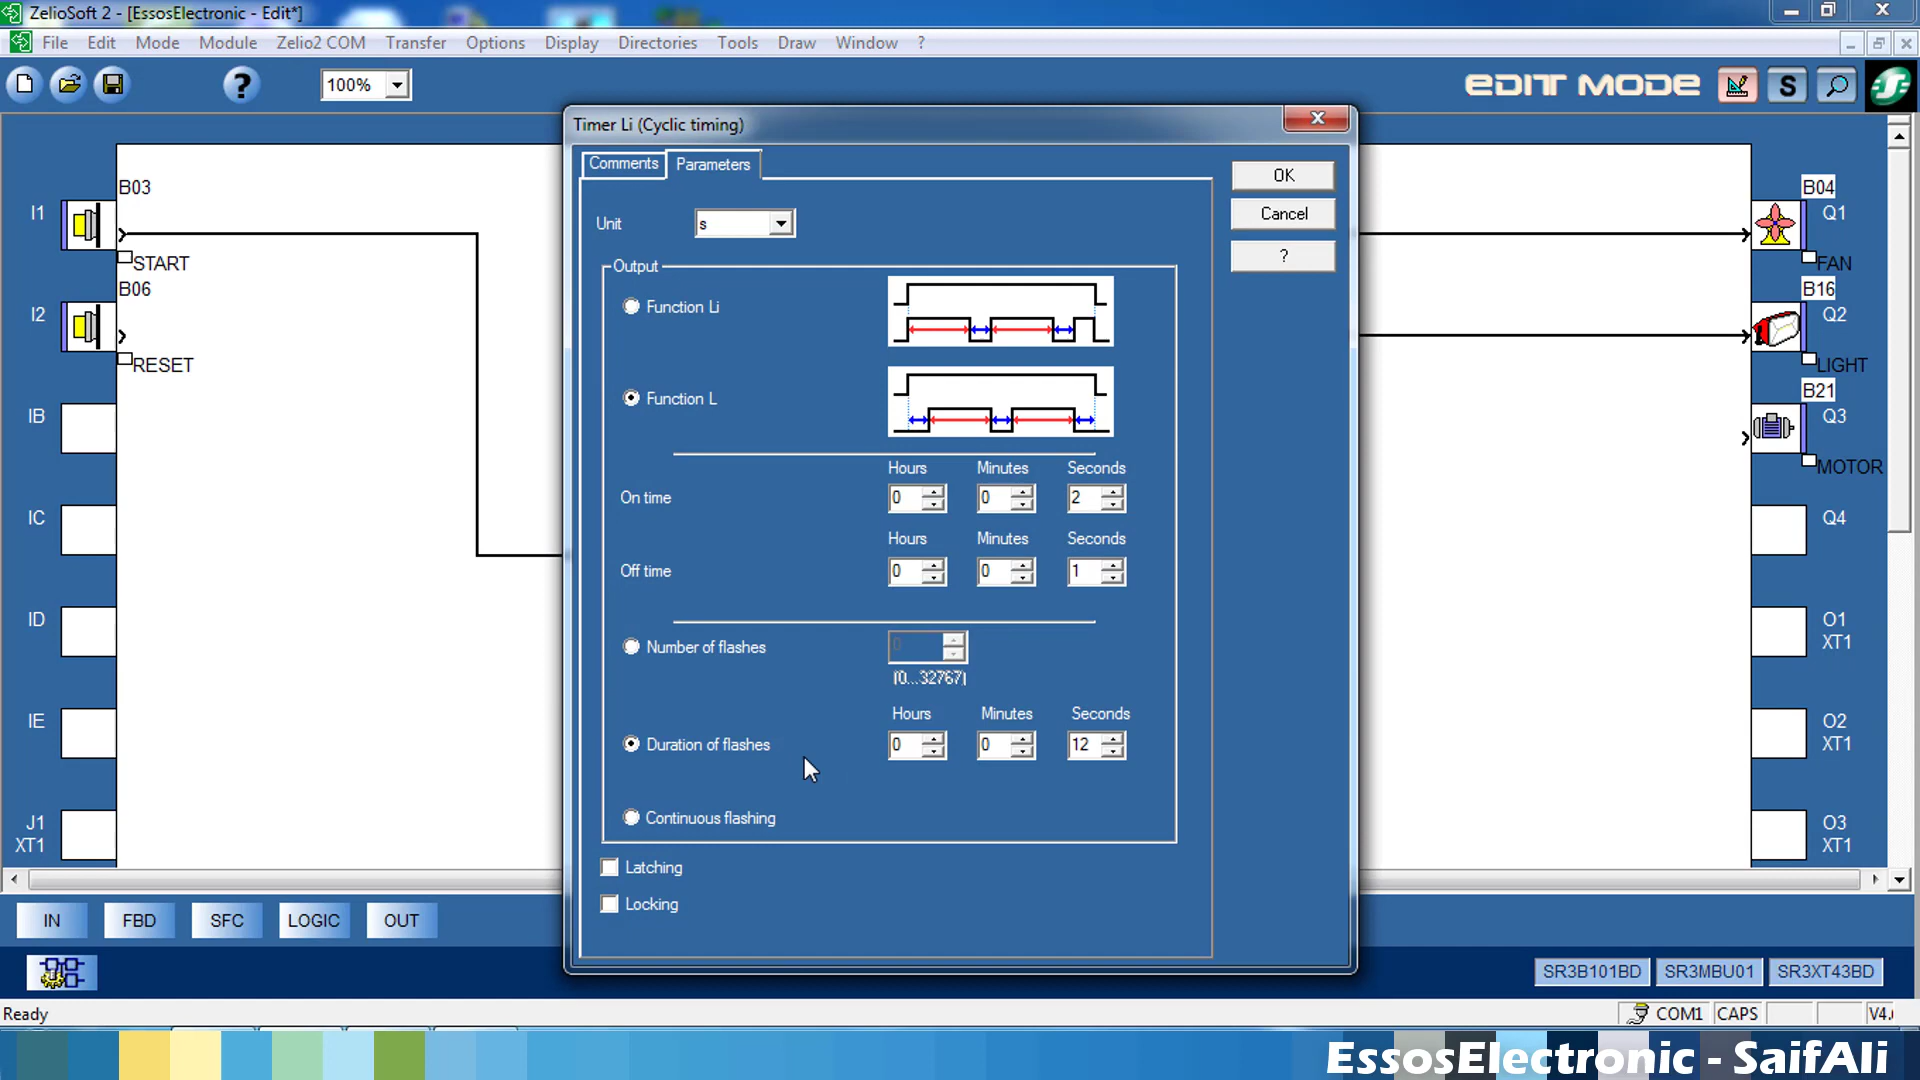 ZelioSoft 2 - [EssosElectronic - Edit*]
File Edit Mode Module Zelio2 COM Transfer Options Display Directories Tools Draw Window ?
? 100% EDIT MODE S
Timer Li (Cyclic timing)
Comments Parameters
OK
Cancel
?
Unit s
Output
Function Li
Function L
Hours Minutes Seconds
On time 0 0 2
Hours Minutes Seconds
Off time 0 0 1
Number of flashes 0
(0...32767)
Hours Minutes Seconds
Duration of flashes 0 0 12
Continuous flashing
Latching
Locking
B03
I1
START
B06
I2
RESET
IB
IC
ID
IE
J1
XT1
B04
Q1
FAN
B16
Q2
LIGHT
B21
Q3
MOTOR
Q4
O1
XT1
O2
XT1
O3
XT1
IN FBD SFC LOGIC OUT
SR3B101BD SR3MBU01 SR3XT43BD
Ready COM1 CAPS
EssosElectronic - SaifAli